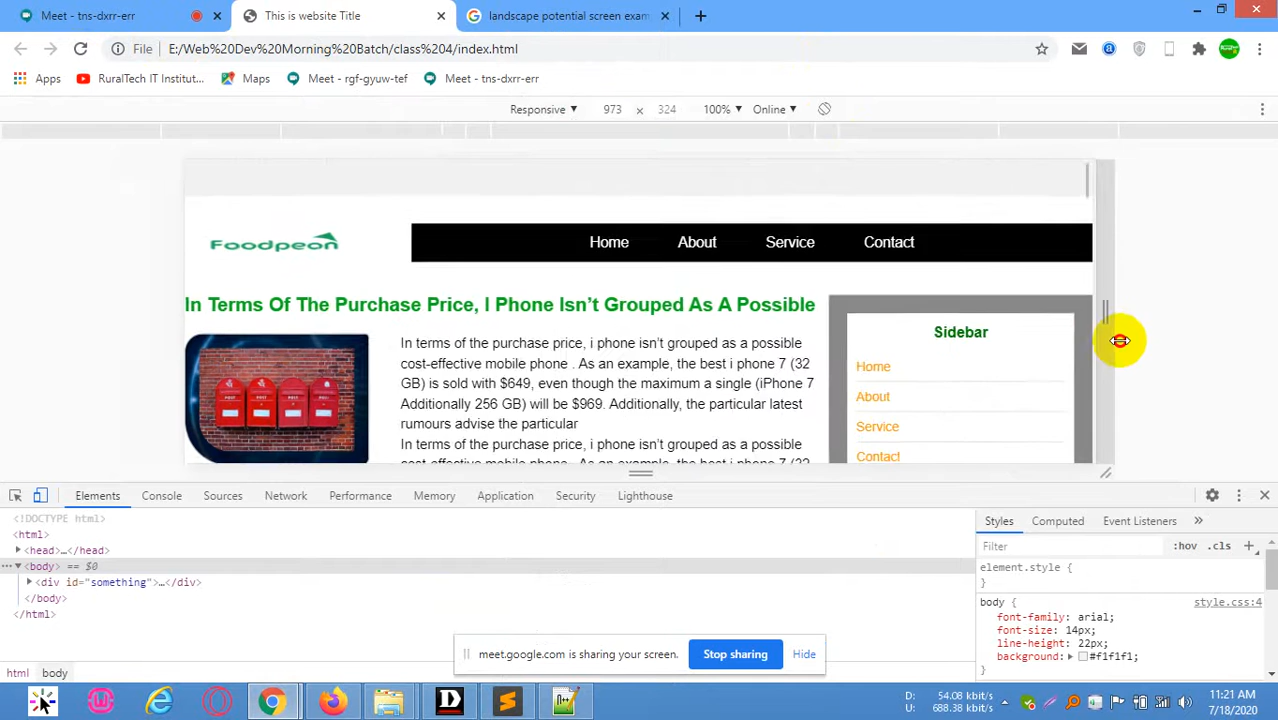 Meet - dxrr-err
This is website Title
landscape potential screen exam
File E:/Web%20Dev%20Morning%20Batch/class%204/index.html
Apps
RuralTech IT Institut...
Maps
Meet - rgf-gyuw-tef
Meet - tns-dxrr-err
Responsive 973 × 324 100% Online
Foodpeon
Home About Service Contact
In Terms Of The Purchase Price, I Phone Isn't Grouped As A Possible
In terms of the purchase price, i phone isn't grouped as a possible
cost-effective mobile phone . As an example, the best i phone 7 (32
GB) is sold with $649, even though the maximum a single (iPhone 7
Additionally 256 GB) will be $969. Additionally, the particular latest
rumours advise the particular
In terms of the purchase price, i phone isn't grouped as a possible
cost-effective mobile phone . As an example, the best i phone 7 (32
Sidebar
Home
About
Service
Contact
Elements Console Sources Network Performance Memory Application Security Lighthouse
<!DOCTYPE html>
<html>
<head>…</head>
<body> == $0
<div id="something">…</div>
</body>
</html>
html body
Styles Computed Event Listeners »
Filter :hov .cls +
element.style {
}
body { style.css:4
font-family: arial;
font-size: 14px;
line-height: 22px;
background: #f1f1f1;
}
meet.google.com is sharing your screen. Stop sharing Hide
D: 54.08 kbit/s
U: 688.38 kbit/s
11:21 AM
7/18/2020